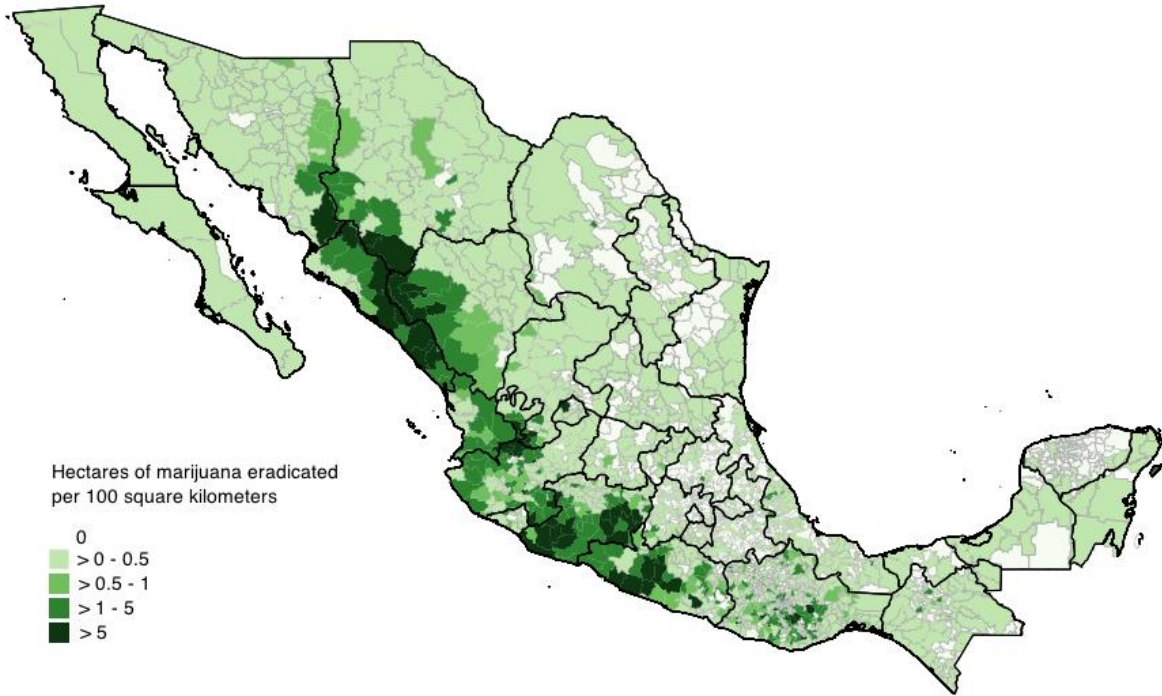 Hectares of marijuana eradicated
per 100 square kilometers
0
> 0 - 0.5
> 0.5 - 1
> 1 - 5
> 5